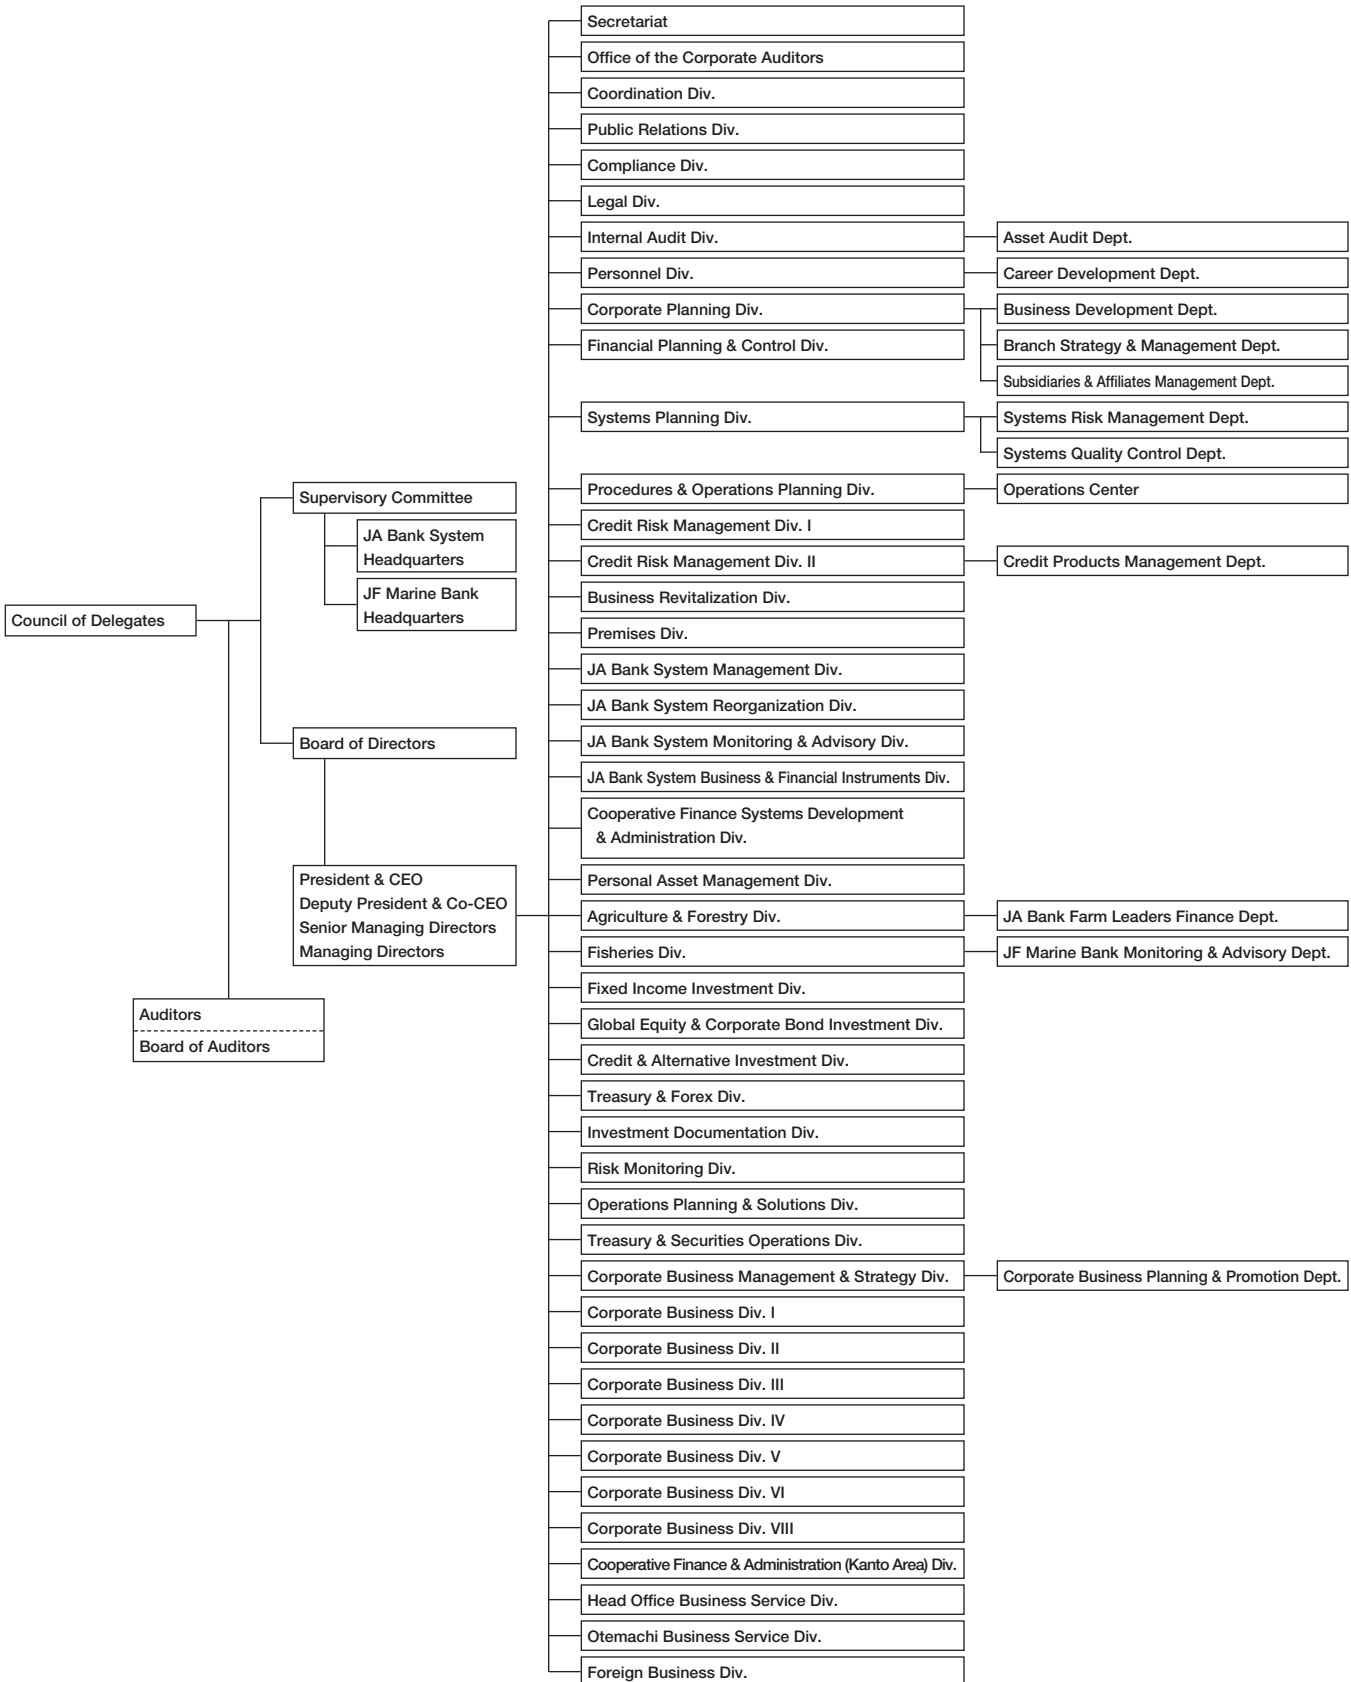 Council of Delegates
Supervisory Committee
JA Bank System
Headquarters
JF Marine Bank
Headquarters
Board of Directors
President & CEO
Deputy President & Co-CEO
Senior Managing Directors
Managing Directors
Auditors
Board of Auditors
Secretariat
Office of the Corporate Auditors
Coordination Div.
Public Relations Div.
Compliance Div.
Legal Div.
Internal Audit Div.
Asset Audit Dept.
Personnel Div.
Career Development Dept.
Corporate Planning Div.
Business Development Dept.
Branch Strategy & Management Dept.
Subsidiaries & Affiliates Management Dept.
Financial Planning & Control Div.
Systems Planning Div.
Systems Risk Management Dept.
Systems Quality Control Dept.
Procedures & Operations Planning Div.
Operations Center
Credit Risk Management Div. I
Credit Risk Management Div. II
Credit Products Management Dept.
Business Revitalization Div.
Premises Div.
JA Bank System Management Div.
JA Bank System Reorganization Div.
JA Bank System Monitoring & Advisory Div.
JA Bank System Business & Financial Instruments Div.
Cooperative Finance Systems Development
& Administration Div.
Personal Asset Management Div.
Agriculture & Forestry Div.
JA Bank Farm Leaders Finance Dept.
Fisheries Div.
JF Marine Bank Monitoring & Advisory Dept.
Fixed Income Investment Div.
Global Equity & Corporate Bond Investment Div.
Credit & Alternative Investment Div.
Treasury & Forex Div.
Investment Documentation Div.
Risk Monitoring Div.
Operations Planning & Solutions Div.
Treasury & Securities Operations Div.
Corporate Business Management & Strategy Div.
Corporate Business Planning & Promotion Dept.
Corporate Business Div. I
Corporate Business Div. II
Corporate Business Div. III
Corporate Business Div. IV
Corporate Business Div. V
Corporate Business Div. VI
Corporate Business Div. VIII
Cooperative Finance & Administration (Kanto Area) Div.
Head Office Business Service Div.
Otemachi Business Service Div.
Foreign Business Div.